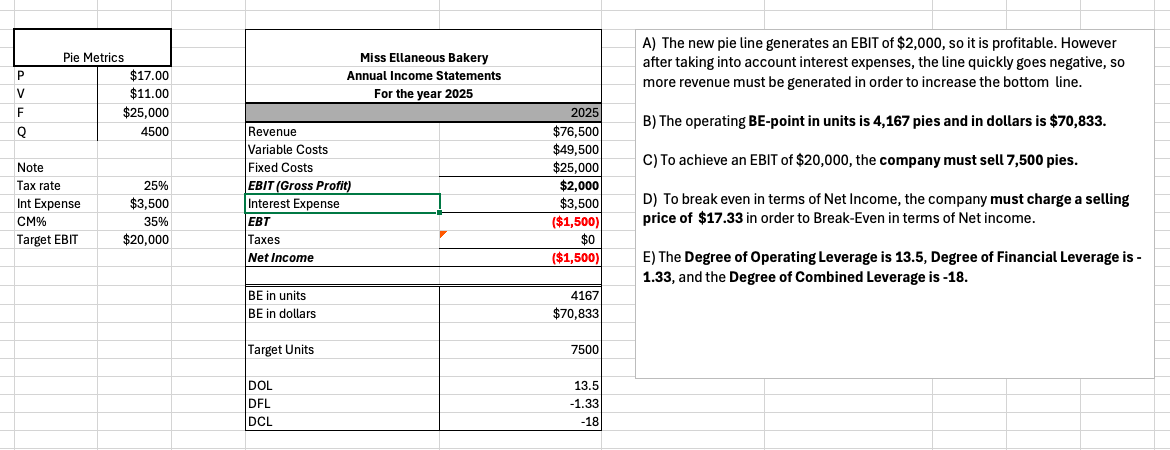 Pie Metrics
P $17.00
V $11.00
F $25,000
Q 4500
Note
Tax rate 25%
Int Expense $3,500
CM% 35%
Target EBIT $20,000
Miss Ellaneous Bakery
Annual Income Statements
For the year 2025
2025
Revenue $76,500
Variable Costs $49,500
Fixed Costs $25,000
EBIT (Gross Profit) $2,000
Interest Expense $3,500
EBT ($1,500)
Taxes $0
Net Income ($1,500)
BE in units 4167
BE in dollars $70,833
Target Units 7500
DOL 13.5
DFL -1.33
DCL -18
A) The new pie line generates an EBIT of $2,000, so it is profitable. However
after taking into account interest expenses, the line quickly goes negative, so
more revenue must be generated in order to increase the bottom line.
B) The operating BE-point in units is 4,167 pies and in dollars is $70,833.
C) To achieve an EBIT of $20,000, the company must sell 7,500 pies.
D) To break even in terms of Net Income, the company must charge a selling
price of $17.33 in order to Break-Even in terms of Net income.
E) The Degree of Operating Leverage is 13.5, Degree of Financial Leverage is -
1.33, and the Degree of Combined Leverage is -18.